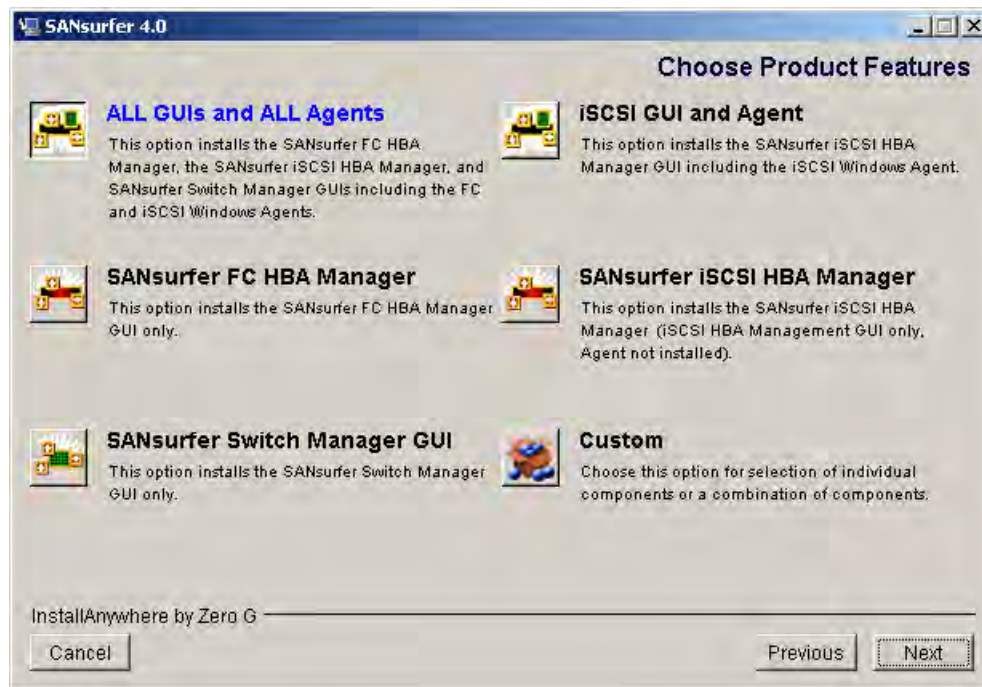 SANsurfer 4.0
Choose Product Features
ALL GUIs and ALL Agents
This option installs the SANsurfer FC HBA
Manager, the SANsurfer iSCSI HBA Manager, and
SANsurfer Switch Manager GUIs including the FC
and iSCSI Windows Agents.
iSCSI GUI and Agent
This option installs the SANsurfer iSCSI HBA
Manager GUI including the iSCSI Windows Agent.
SANsurfer FC HBA Manager
This option installs the SANsurfer FC HBA Manager
GUI only.
SANsurfer iSCSI HBA Manager
This option installs the SANsurfer iSCSI HBA
Manager (iSCSI HBA Management GUI only,
Agent not installed).
SANsurfer Switch Manager GUI
This option installs the SANsurfer Switch Manager
GUI only.
Custom
Choose this option for selection of individual
components or a combination of components.
InstallAnywhere by Zero G
Cancel
Previous
Next